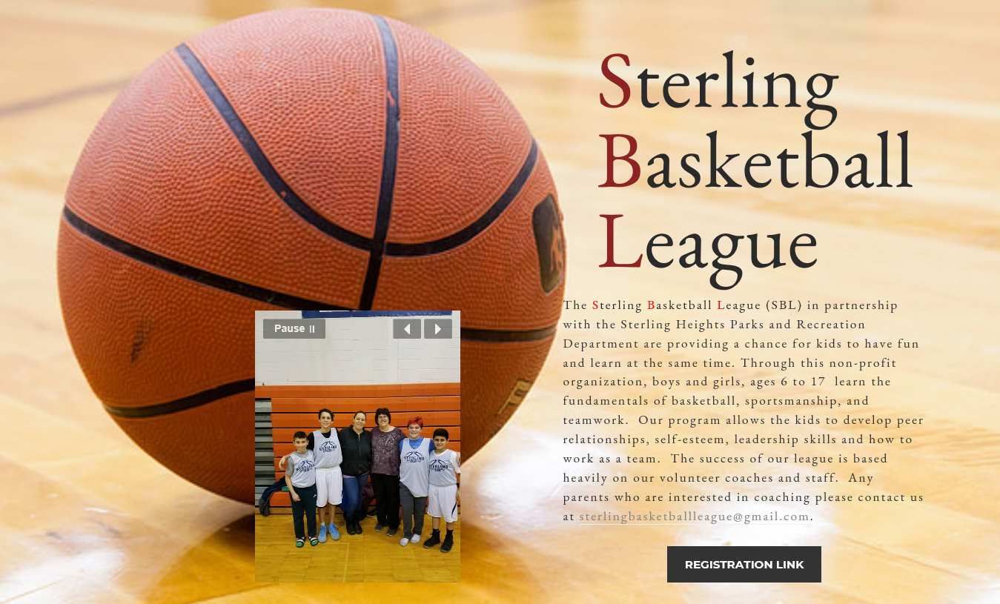 Sterling
Basketball
League
The Sterling Basketball League (SBL) in partnership
with the Sterling Heights Parks and Recreation
Department are providing a chance for kids to have fun
and learn at the same time. Through this non-profit
organization, boys and girls, ages 6 to 17  learn the
fundamentals of basketball, sportsmanship, and
teamwork.  Our program allows the kids to develop peer
relationships, self-esteem, leadership skills and how to
work as a team.  The success of our league is based
heavily on our volunteer coaches and staff.  Any
parents who are interested in coaching please contact us
at sterlingbasketballleague@gmail.com.
REGISTRATION LINK
Pause
STERLING
STERLING